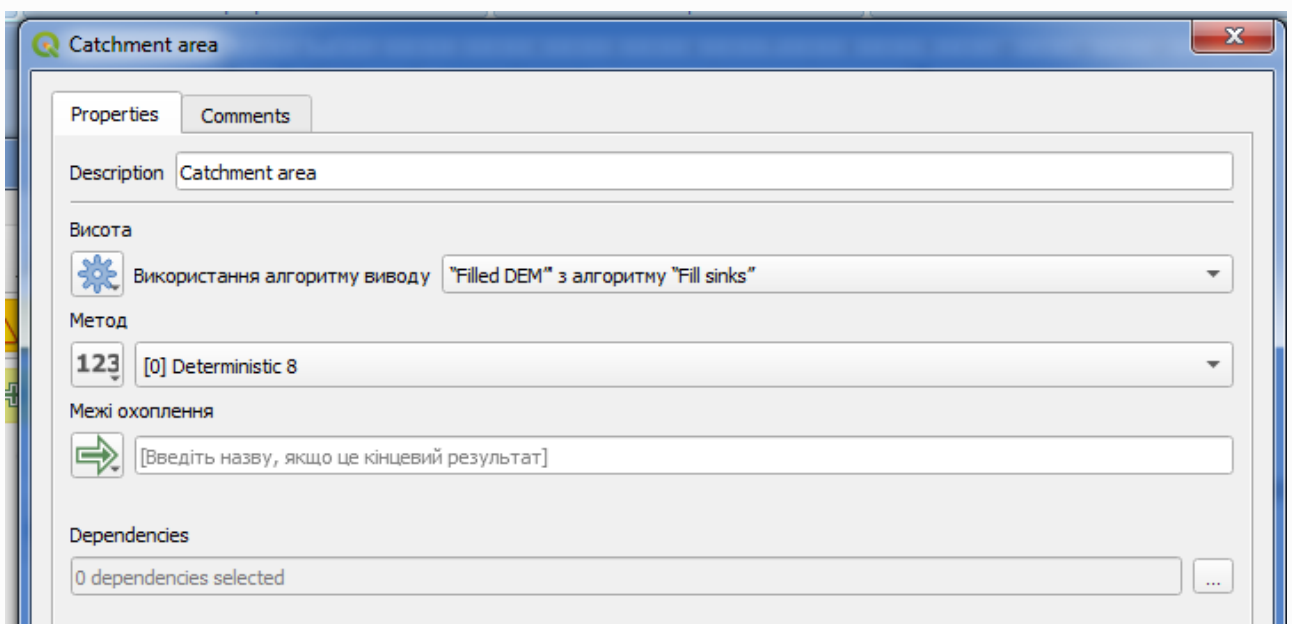 Catchment area
Properties
Comments
Description Catchment area
Висота
Використання алгоритму виводу "Filled DEM"' з алгоритму "Fill sinks"
Метод
123 [0] Deterministic 8
Межі охоплення
[Введіть назву, якщо це кінцевий результат]
Dependencies
0 dependencies selected ...